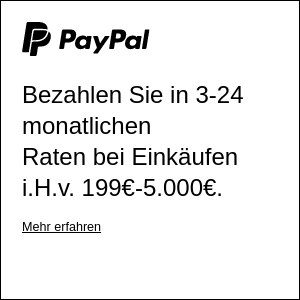 PayPal
Bezahlen Sie in 3-24
monatlichen
Raten bei Einkäufen
i.H.v. 199€-5.000€.
Mehr erfahren